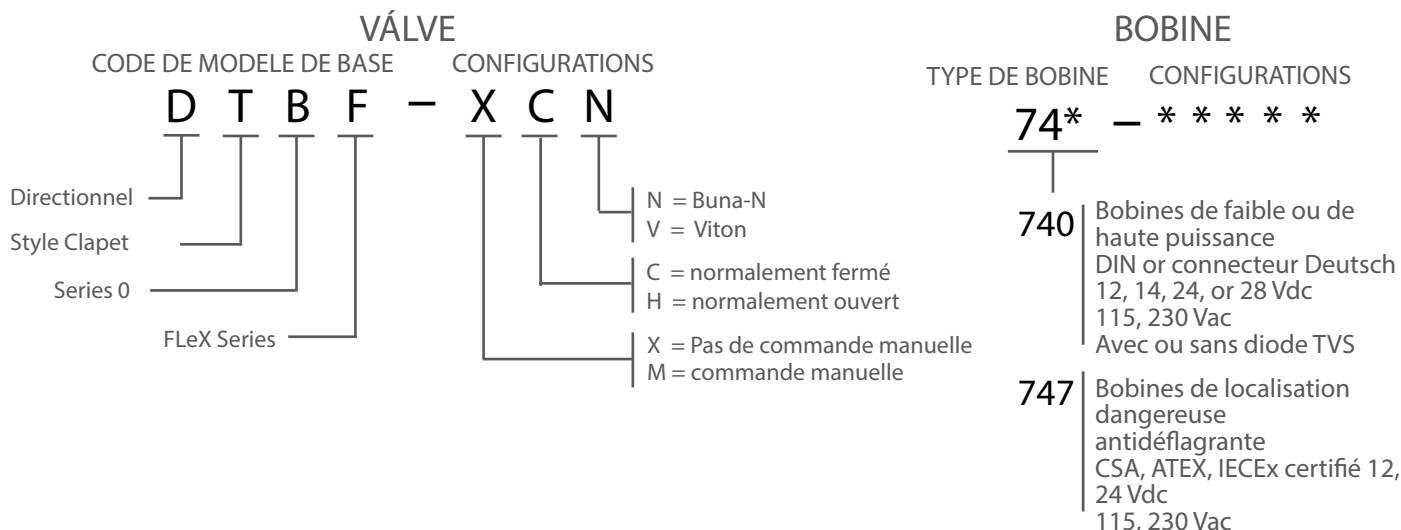 VÁLVE
CODE DE MODELE DE BASE CONFIGURATIONS
D T B F – X C N
Directionnel
Style Clapet
Series 0
FLeX Series
N = Buna-N
V = Viton
C = normalement fermé
H = normalement ouvert
X = Pas de commande manuelle
M = commande manuelle
BOBINE
TYPE DE BOBINE CONFIGURATIONS
74* – * * * * *
740
Bobines de faible ou de
haute puissance
DIN or connecteur Deutsch
12, 14, 24, or 28 Vdc
115, 230 Vac
Avec ou sans diode TVS
747
Bobines de localisation
dangereuse
antidéflagrante
CSA, ATEX, IECEx certifié 12,
24 Vdc
115, 230 Vac